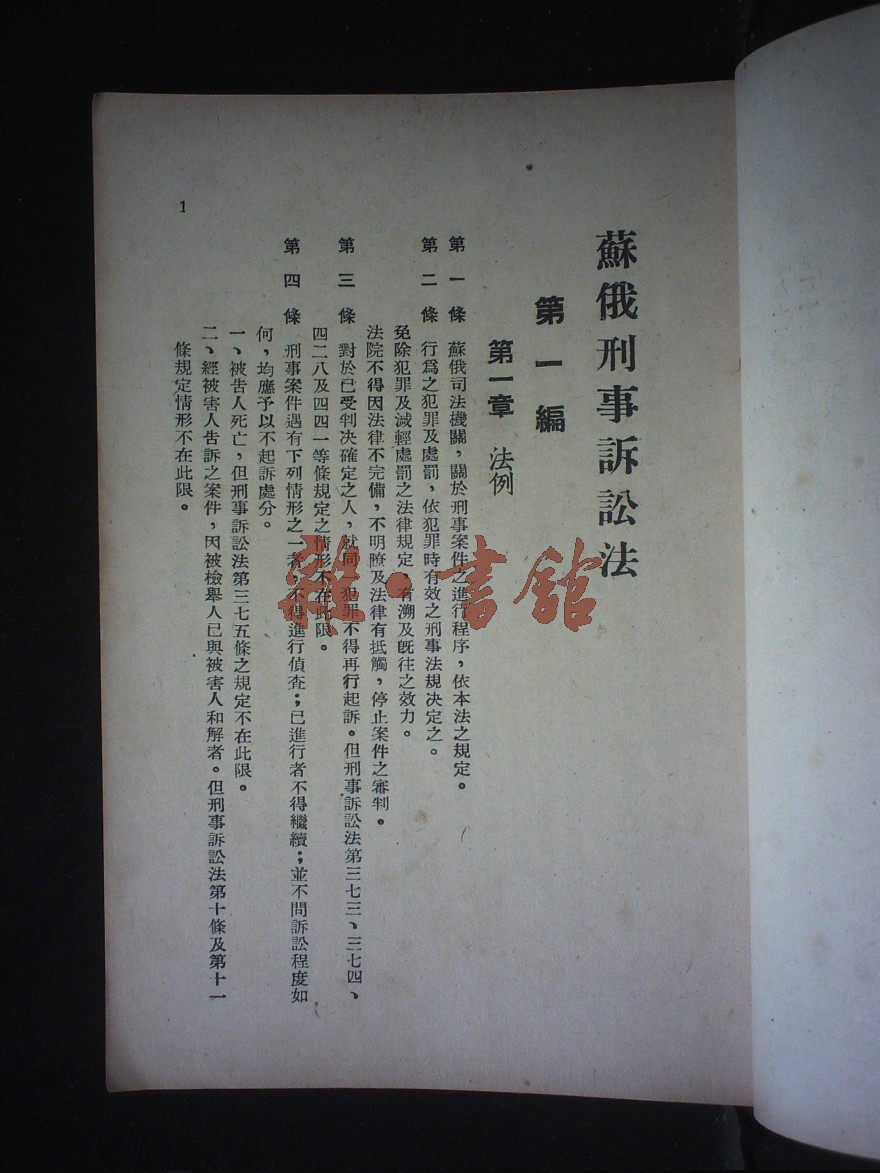 蘇俄刑事訴訟法
第一編
第一章　法例
第一條　蘇俄司法機關，關於刑事案件之進行程序，依本法之規定。
第二條　行爲之犯罪及處罰，依犯罪時有效之刑事法規決定之。
免除犯罪及減輕處罰之法律規定　有溯及旣往之效力。
法院不得因法律不完備，不明瞭及法律有抵觸，停止案件之審判。
第三條　對於已受判決確定之人，就同　犯罪不得再行起訴。但刑事訴訟法第三七三、三七四、
四二八及四四一等條規定之情形不在此限。
第四條　刑事案件遇有下列情形之一者　不得進行偵查；已進行者不得繼續；並不問訴訟程度如
何，均應予以不起訴處分。
一、被告人死亡，但刑事訴訟法第三七五條之規定不在此限。
二、經被害人告訴之案件，因被檢舉人已與被害人和解者。但刑事訴訟法第十條及第十一
條規定情形不在此限。
1
雜·書館